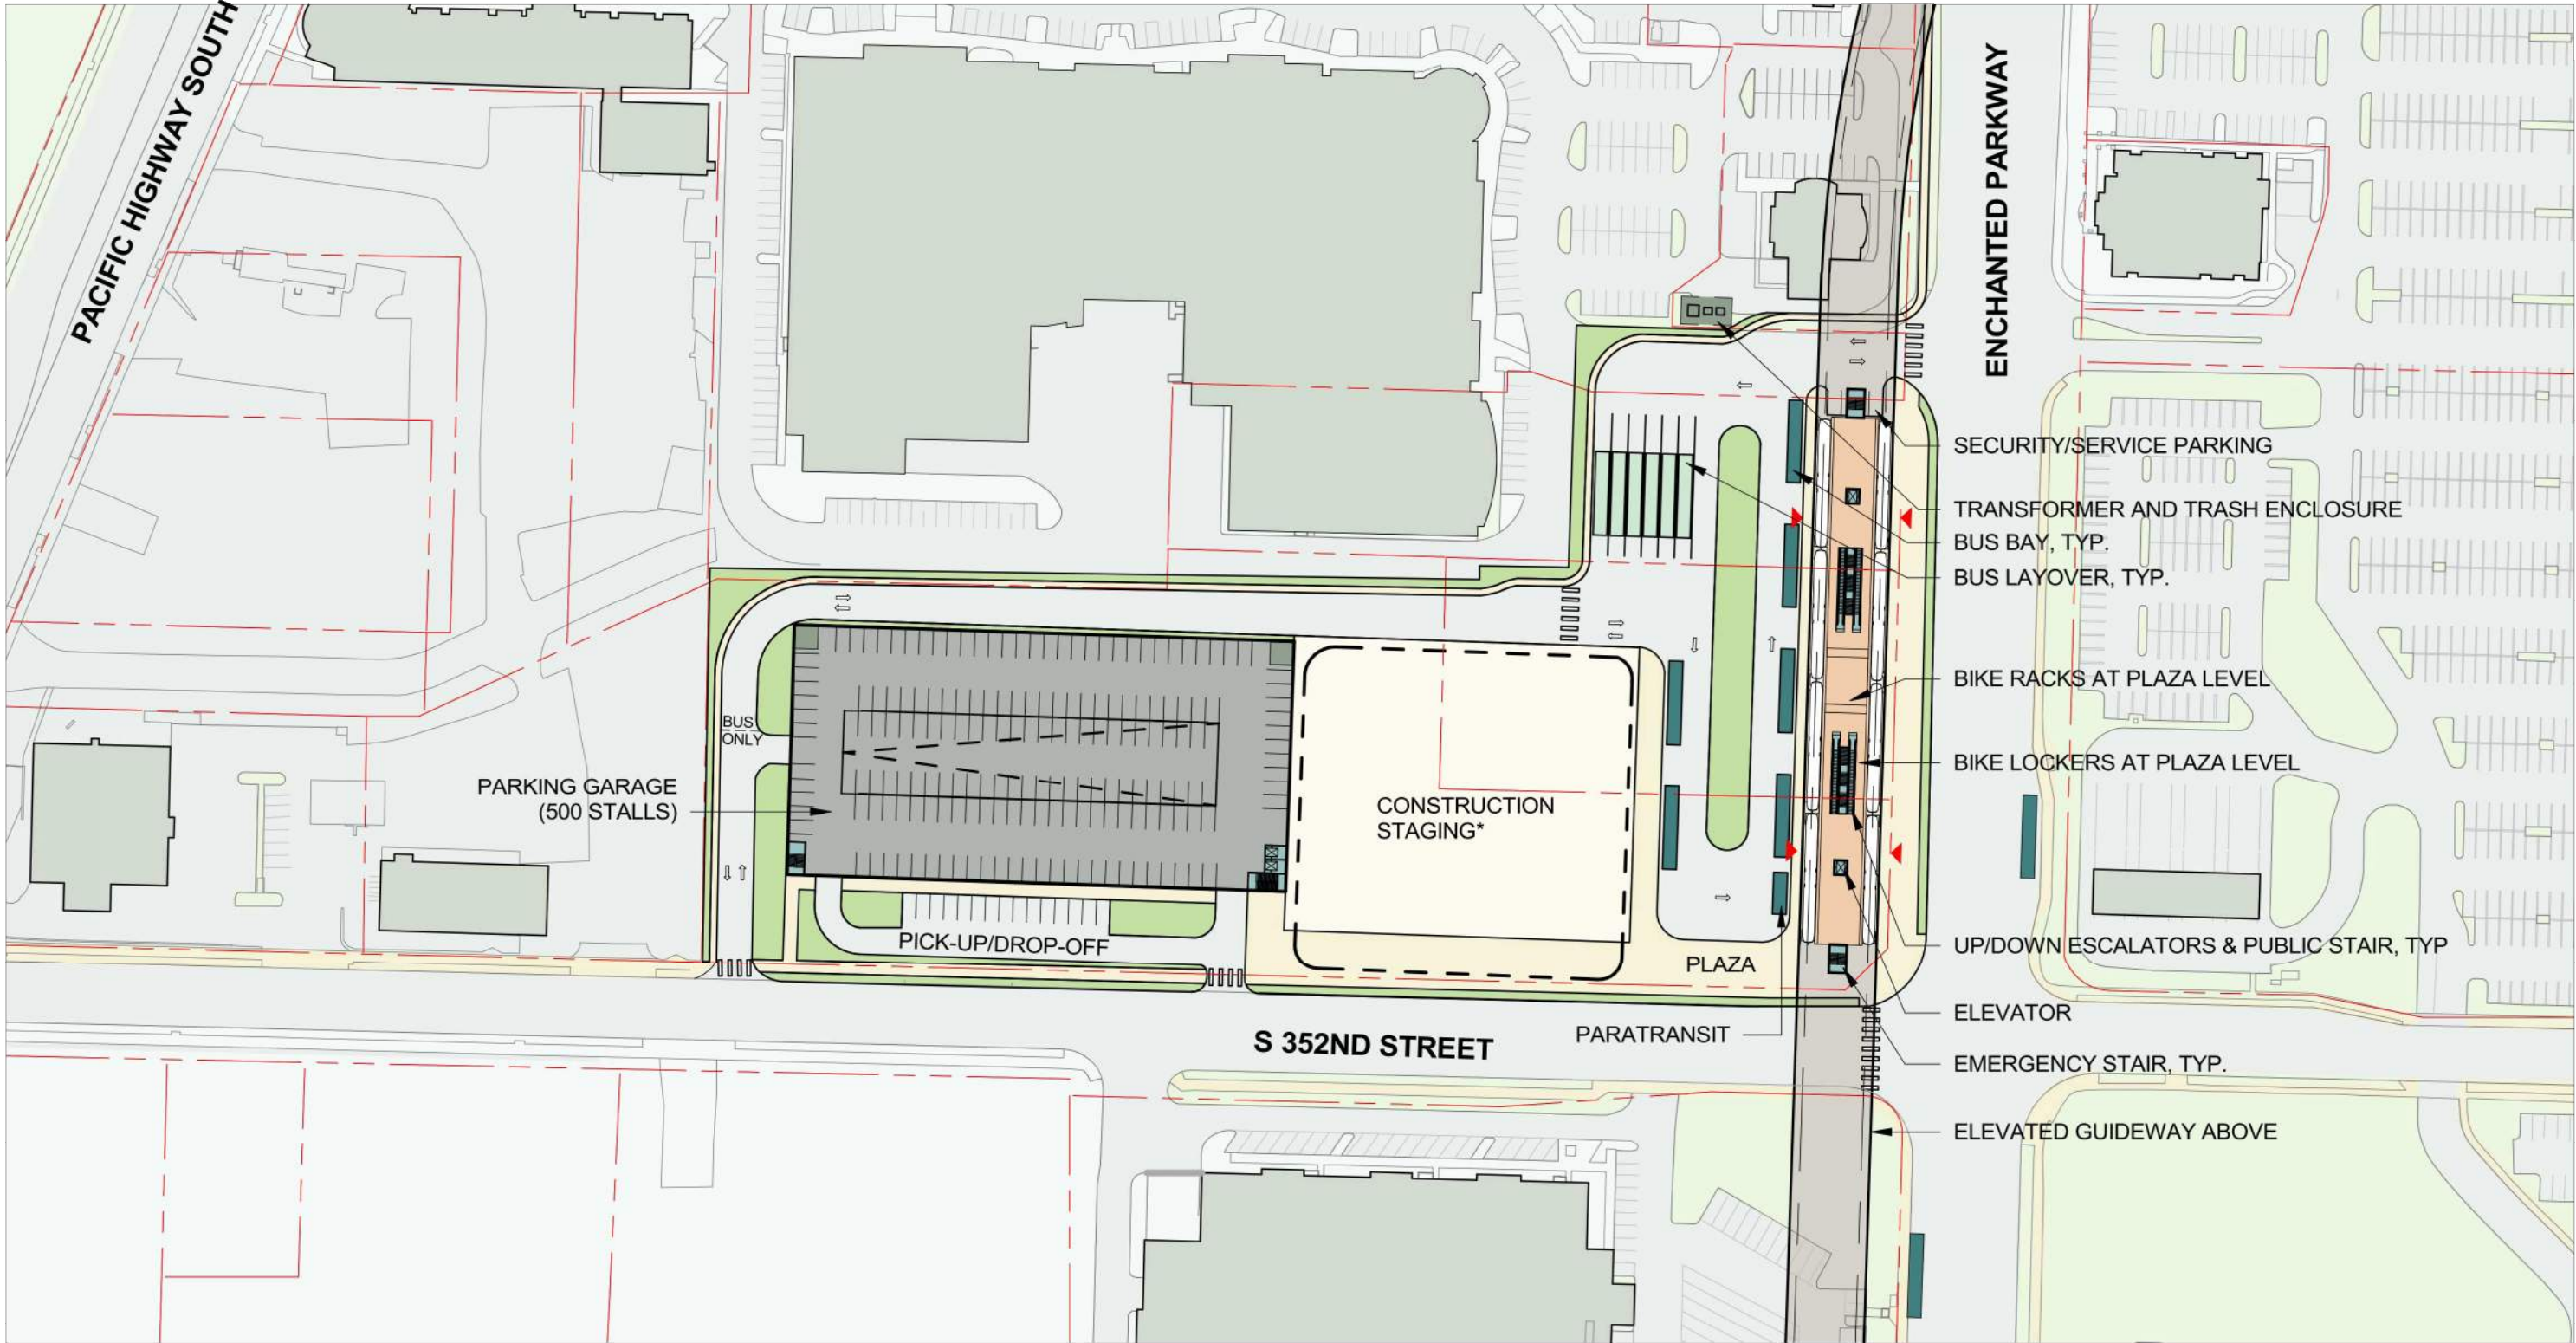 PACIFIC HIGHWAY SOUTH
ENCHANTED PARKWAY
SECURITY/SERVICE PARKING
TRANSFORMER AND TRASH ENCLOSURE
BUS BAY, TYP.
BUS LAYOVER, TYP.
BIKE RACKS AT PLAZA LEVEL
BUS
ONLY
BIKE LOCKERS AT PLAZA LEVEL
PARKING GARAGE
(500 STALLS)
CONSTRUCTION
STAGING*
PICK-UP/DROP-OFF
UP/DOWN ESCALATORS & PUBLIC STAIR, TYP
PLAZA
ELEVATOR
PARATRANSIT
S 352ND STREET
EMERGENCY STAIR, TYP.
ELEVATED GUIDEWAY ABOVE